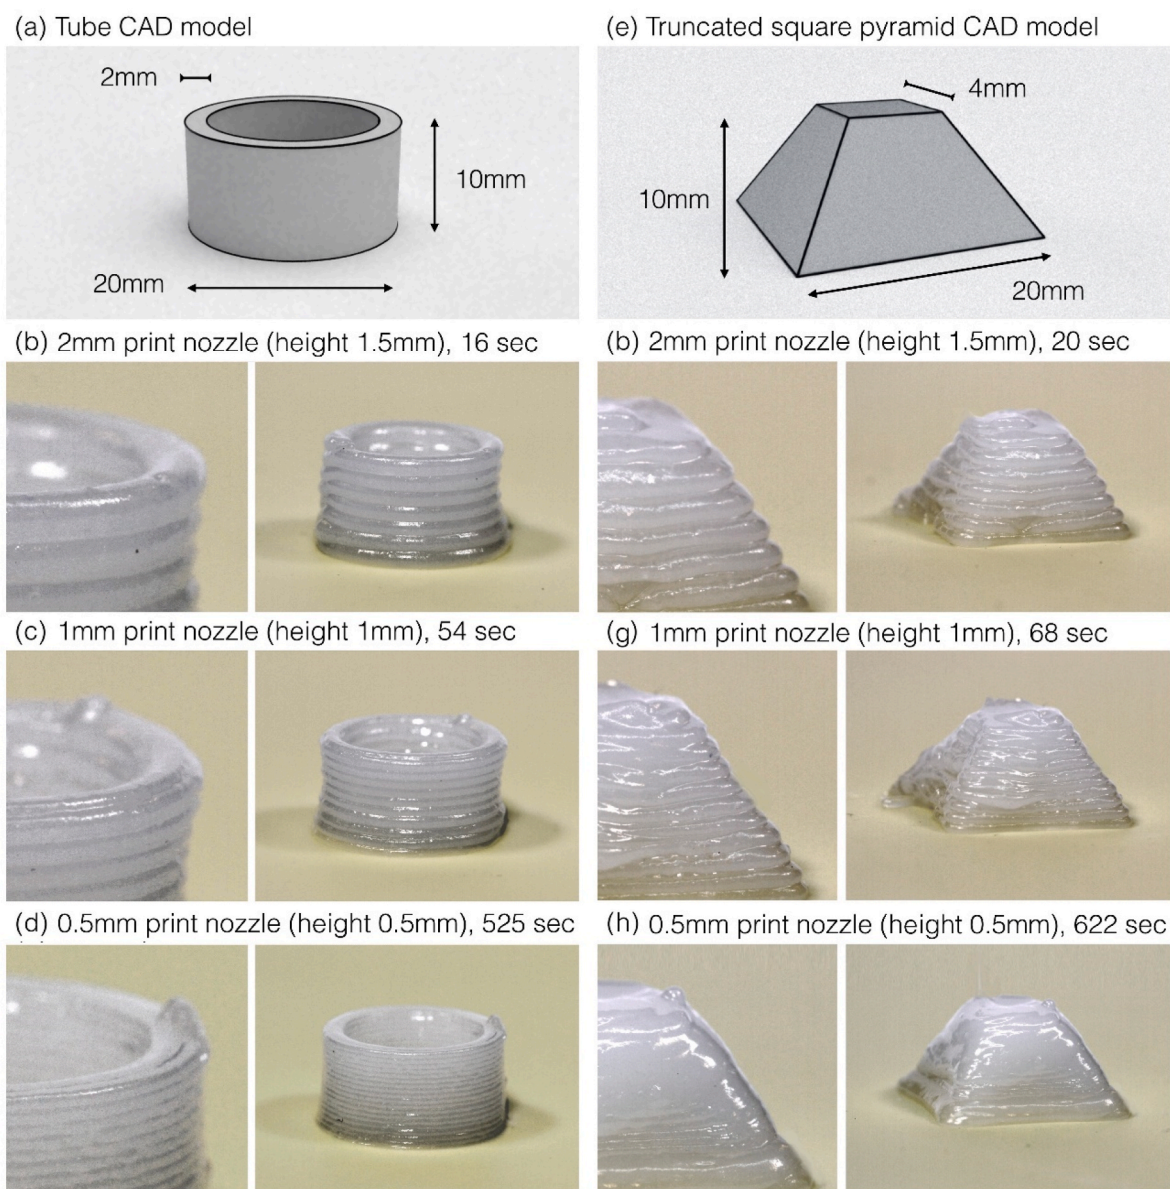 (a) Tube CAD model
2mm
10mm
20mm
(e) Truncated square pyramid CAD model
4mm
10mm
20mm
(b) 2mm print nozzle (height 1.5mm), 16 sec
(b) 2mm print nozzle (height 1.5mm), 20 sec
(c) 1mm print nozzle (height 1mm), 54 sec
(g) 1mm print nozzle (height 1mm), 68 sec
(d) 0.5mm print nozzle (height 0.5mm), 525 sec
(h) 0.5mm print nozzle (height 0.5mm), 622 sec